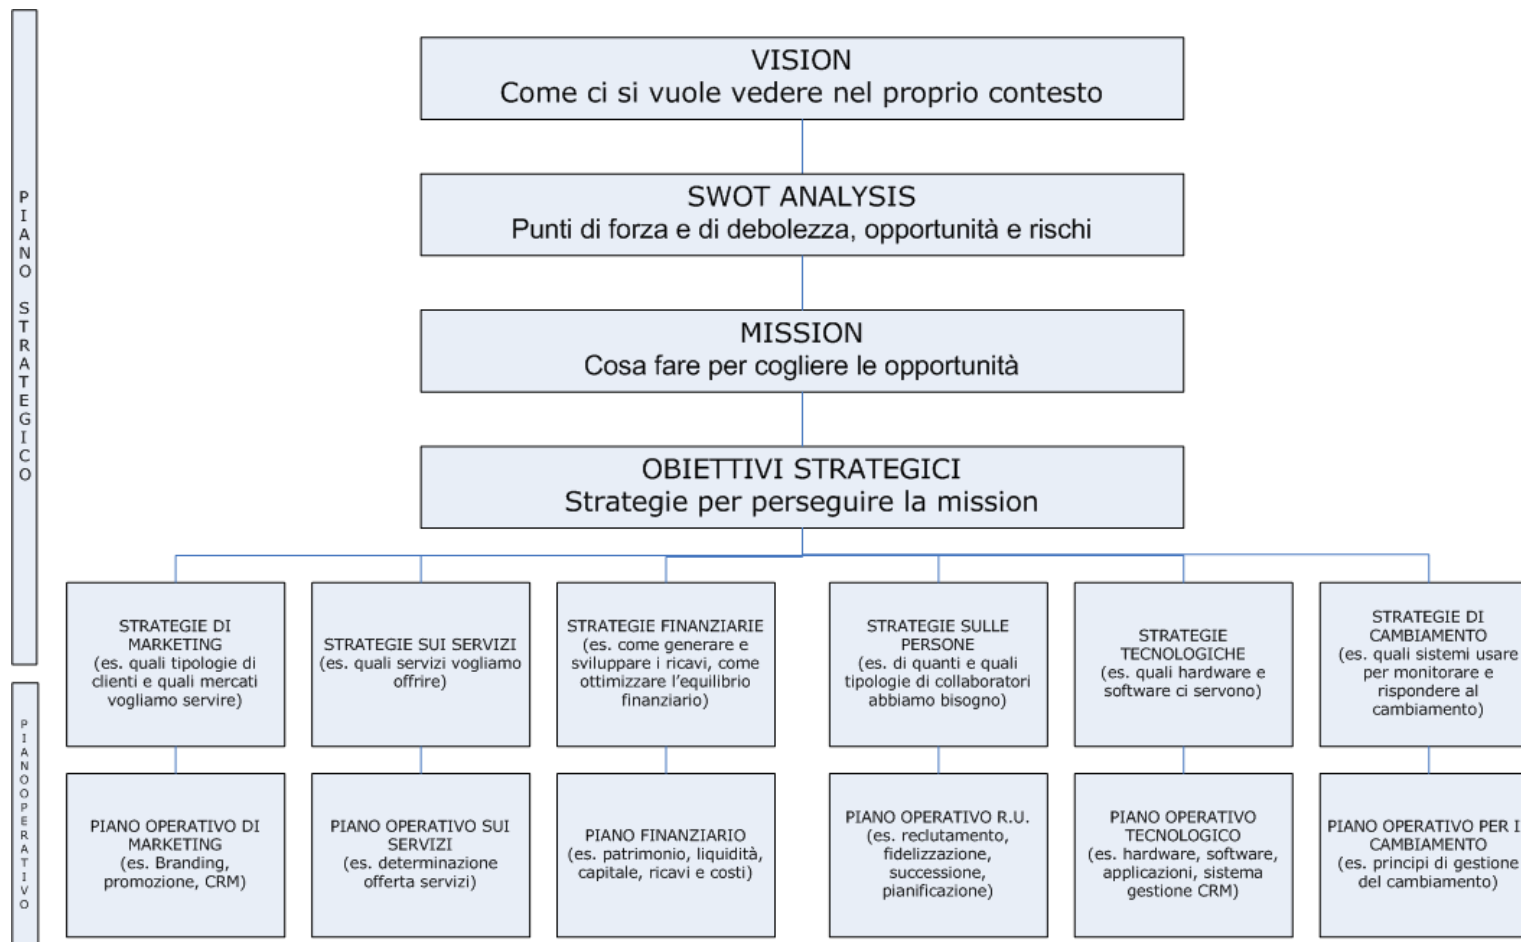 PIANO STRATEGICO
VISION
Come ci si vuole vedere nel proprio contesto
SWOT ANALYSIS
Punti di forza e di debolezza, opportunità e rischi
MISSION
Cosa fare per cogliere le opportunità
OBIETTIVI STRATEGICI
Strategie per perseguire la mission
STRATEGIE DI
MARKETING
(es. quali tipologie di
clienti e quali mercati
vogliamo servire)
STRATEGIE SUI SERVIZI
(es. quali servizi vogliamo
offrire)
STRATEGIE FINANZIARIE
(es. come generare e
sviluppare i ricavi, come
ottimizzare l'equilibrio
finanziario)
STRATEGIE SULLE
PERSONE
(es. di quanti e quali
tipologie di collaboratori
abbiamo bisogno)
STRATEGIE
TECNOLOGICHE
(es. quali hardware e
software ci servono)
STRATEGIE DI
CAMBIAMENTO
(es. quali sistemi usare
per monitorare e
rispondere al
cambiamento)
PIANOOPERATIVO
PIANO OPERATIVO DI
MARKETING
(es. Branding,
promozione, CRM)
PIANO OPERATIVO SUI
SERVIZI
(es. determinazione
offerta servizi)
PIANO FINANZIARIO
(es. patrimonio, liquidità,
capitale, ricavi e costi)
PIANO OPERATIVO R.U.
(es. reclutamento,
fidelizzazione,
successione,
pianificazione)
PIANO OPERATIVO
TECNOLOGICO
(es. hardware, software,
applicazioni, sistema
gestione CRM)
PIANO OPERATIVO PER I
CAMBIAMENTO
(es. principi di gestione
del cambiamento)